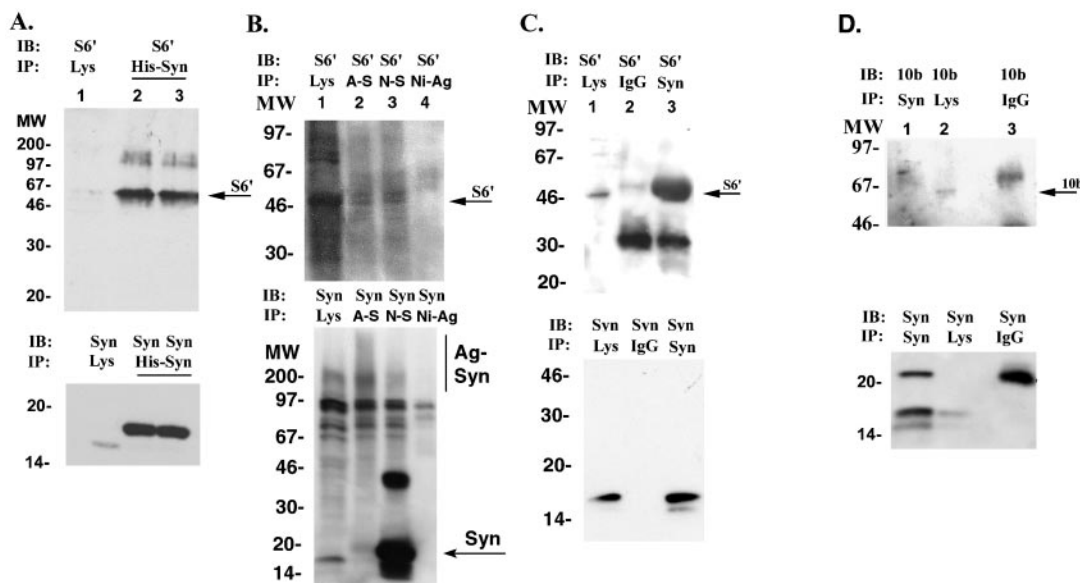 A.
IB: S6' S6'
IP: Lys His-Syn
1 2 3
MW
200-
97-
67-
46-
30-
20-
S6'
Syn Syn Syn
IB:
IP: Lys His-Syn
20-
14-
B.
IB: S6' S6' S6' S6'
IP: Lys A-S N-S Ni-Ag
MW 1 2 3 4
97-
67-
46-
30-
S6'
IB: Syn Syn Syn Syn
IP: Lys A-S N-S Ni-Ag
MW
200-
97-
67-
46-
30-
20-
14-
Ag-
Syn
Syn
C.
IB: S6' S6' S6'
IP: Lys IgG Syn
MW 1 2 3
97-
67-
46-
30-
20-
S6'
IB: Syn Syn Syn
IP: Lys IgG Syn
46-
30-
20-
14-
D.
IB: 10b 10b 10b
IP: Syn Lys IgG
MW 1 2 3
97-
67-
46-
10b
IB: Syn Syn Syn
IP: Syn Lys IgG
20-
14-